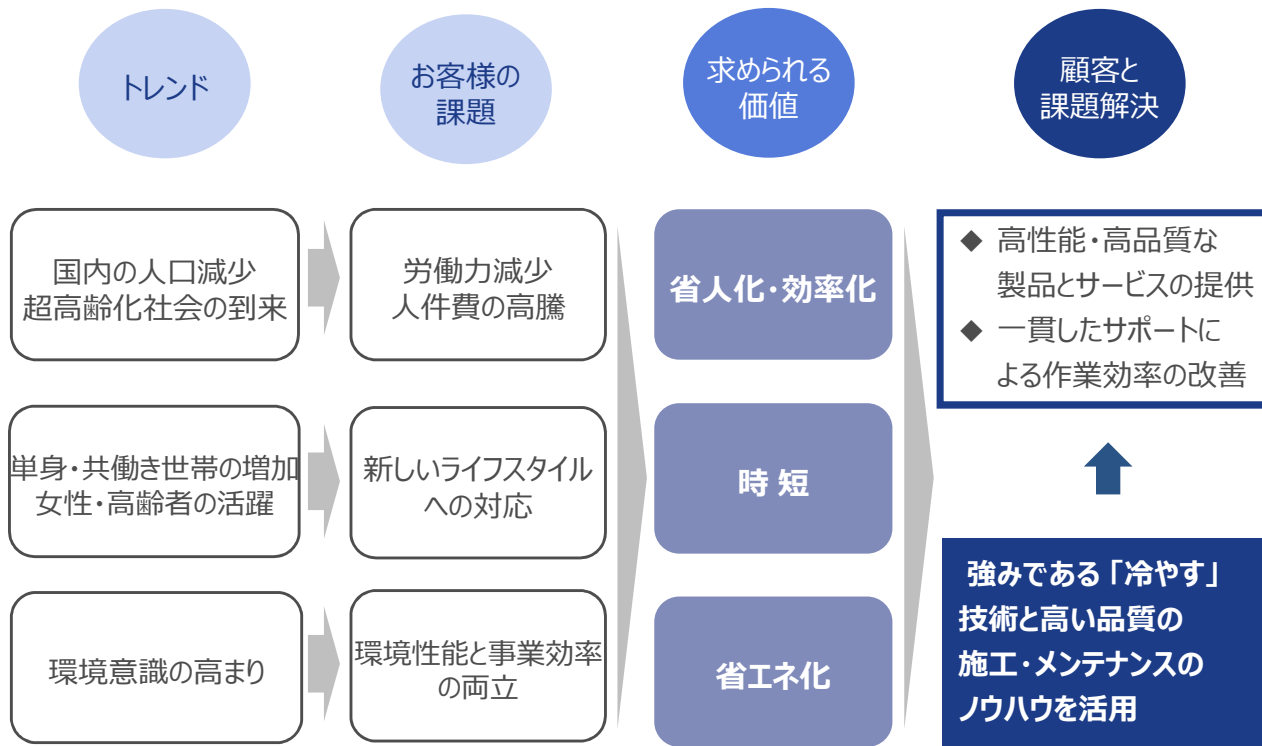 トレンド
お客様の
課題
求められる
価値
顧客と
課題解決
国内の人口減少
超高齢化社会の到来
労働力減少
人件費の高騰
省人化・効率化
◆ 高性能・高品質な
製品とサービスの提供
◆ 一貫したサポートに
よる作業効率の改善
単身・共働き世帯の増加
女性・高齢者の活躍
新しいライフスタイル
への対応
時 短
環境意識の高まり
環境性能と事業効率
の両立
省エネ化
強みである「冷やす」
技術と高い品質の
施工・メンテナンスの
ノウハウを活用